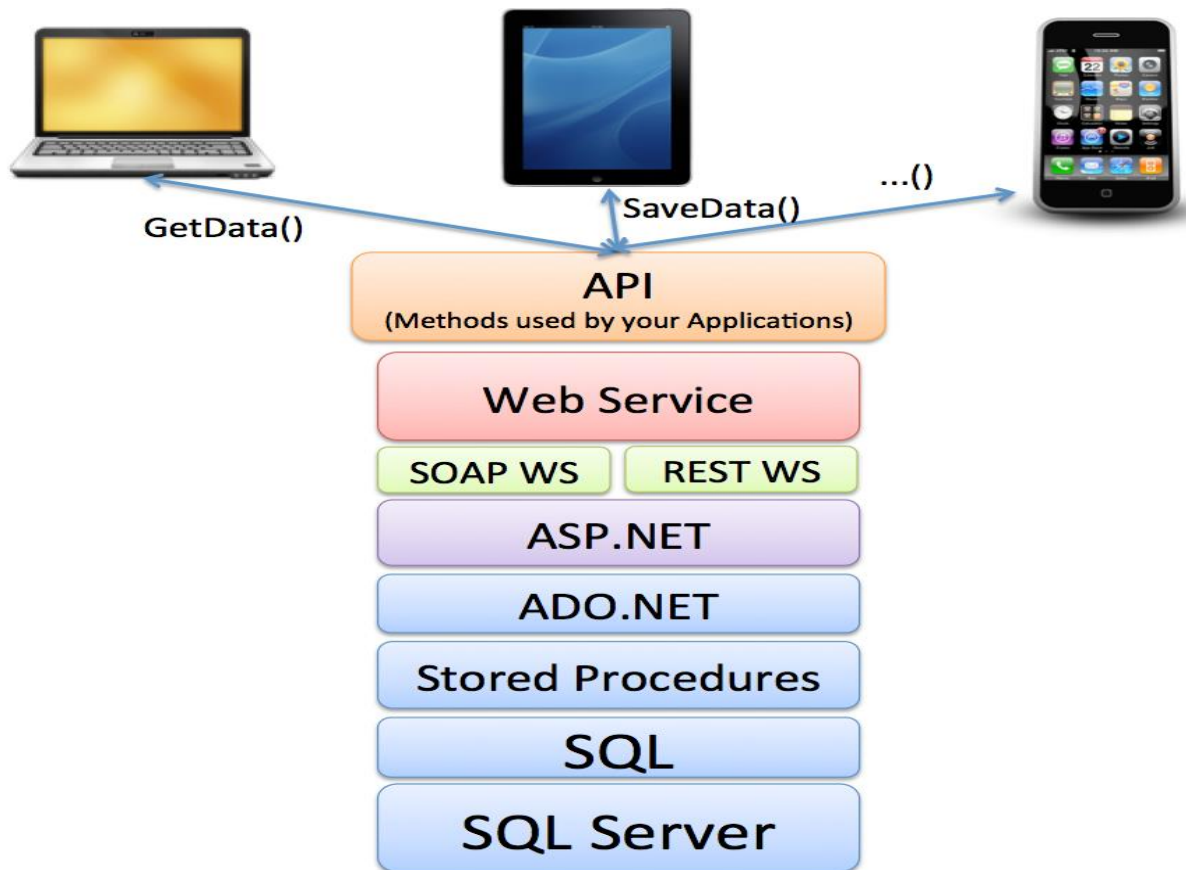 ...()
SaveData()
GetData()
API
(Methods used by your Applications)
Web Service
SOAP WS
REST WS
ASP.NET
ADO.NET
Stored Procedures
SQL
SQL Server